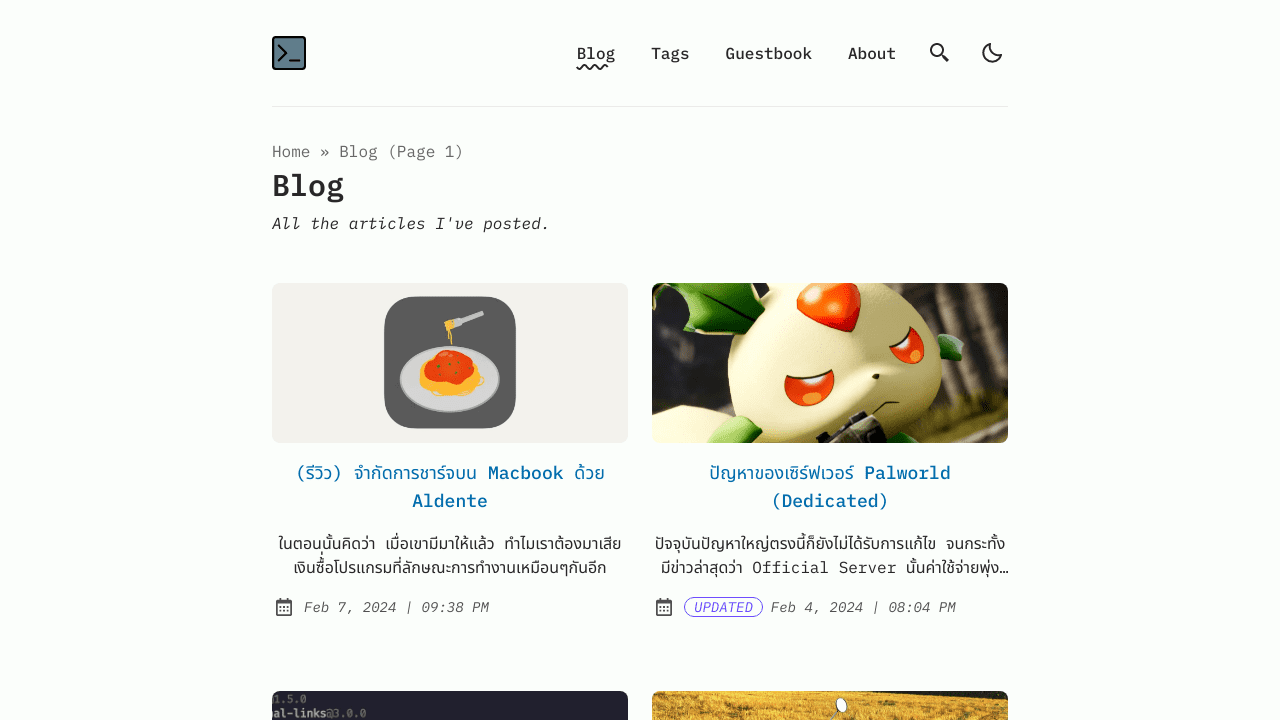 Blog Tags Guestbook About
Home » Blog (Page 1)
Blog
All the articles I've posted.
(รีวิว) จำกัดการชาร์จบน Macbook ด้วย
Aldente
ในตอนนั้นคิดว่า เมื่อเขามีมาให้แล้ว ทำไมเราต้องมาเสีย
เงินซื้่อโปรแกรมที่ลักษณะการทำงานเหมือนๆกันอีก
Feb 7, 2024 | 09:38 PM
ปัญหาของเซิร์ฟเวอร์ Palworld
(Dedicated)
ปัจจุบันปัญหาใหญ่ตรงนี้ก็ยังไม่ได้รับการแก้ไข จนกระทั้ง
มีข่าวล่าสุดว่า Official Server นั้นค่าใช้จ่ายพุ่ง…
UPDATED Feb 4, 2024 | 08:04 PM
1.5.0
al-links@3.0.0